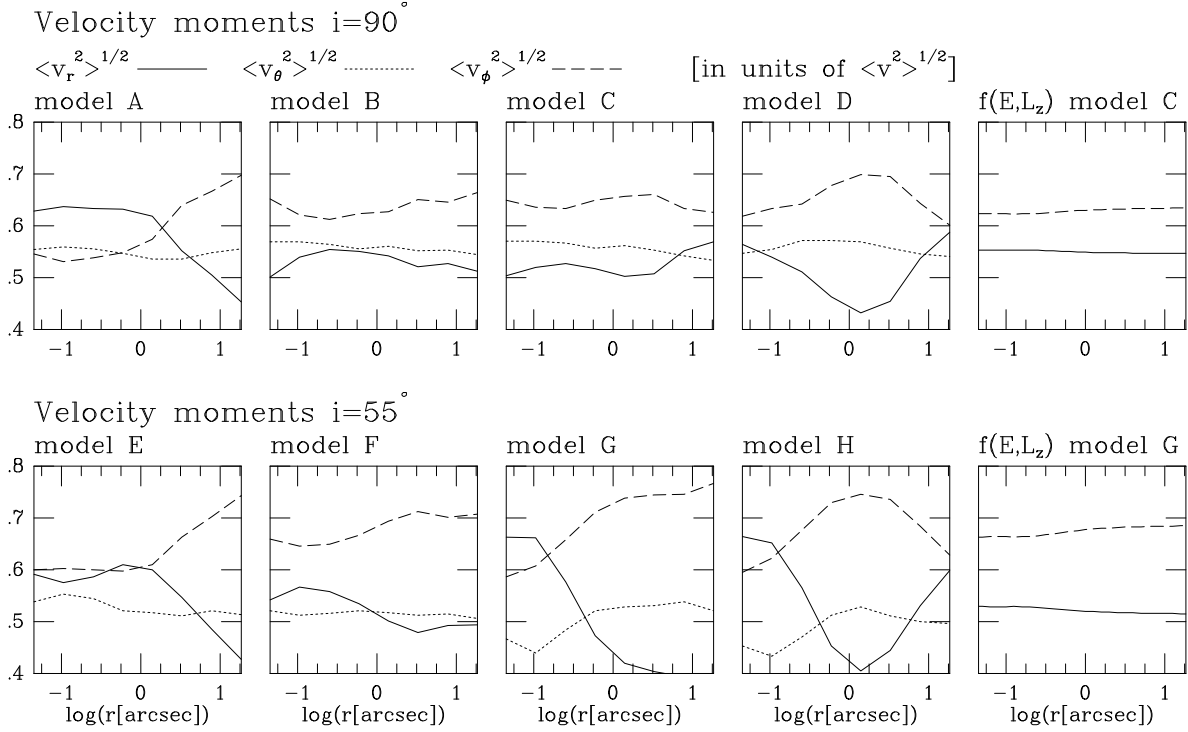 Velocity moments i=90°
<v_r^2>^1/2 <v_θ^2>^1/2 <v_ϕ^2>^1/2 [in units of <v^2>^1/2]
model A model B model C model D f(E,L_z) model C
.8
.7
.6
.5
.4
−1 0 1 −1 0 1 −1 0 1 −1 0 1 −1 0 1
Velocity moments i=55°
model E model F model G model H f(E,L_z) model G
.8
.7
.6
.5
.4
−1 0 1 −1 0 1 −1 0 1 −1 0 1 −1 0 1
log(r[arcsec]) log(r[arcsec]) log(r[arcsec]) log(r[arcsec]) log(r[arcsec])